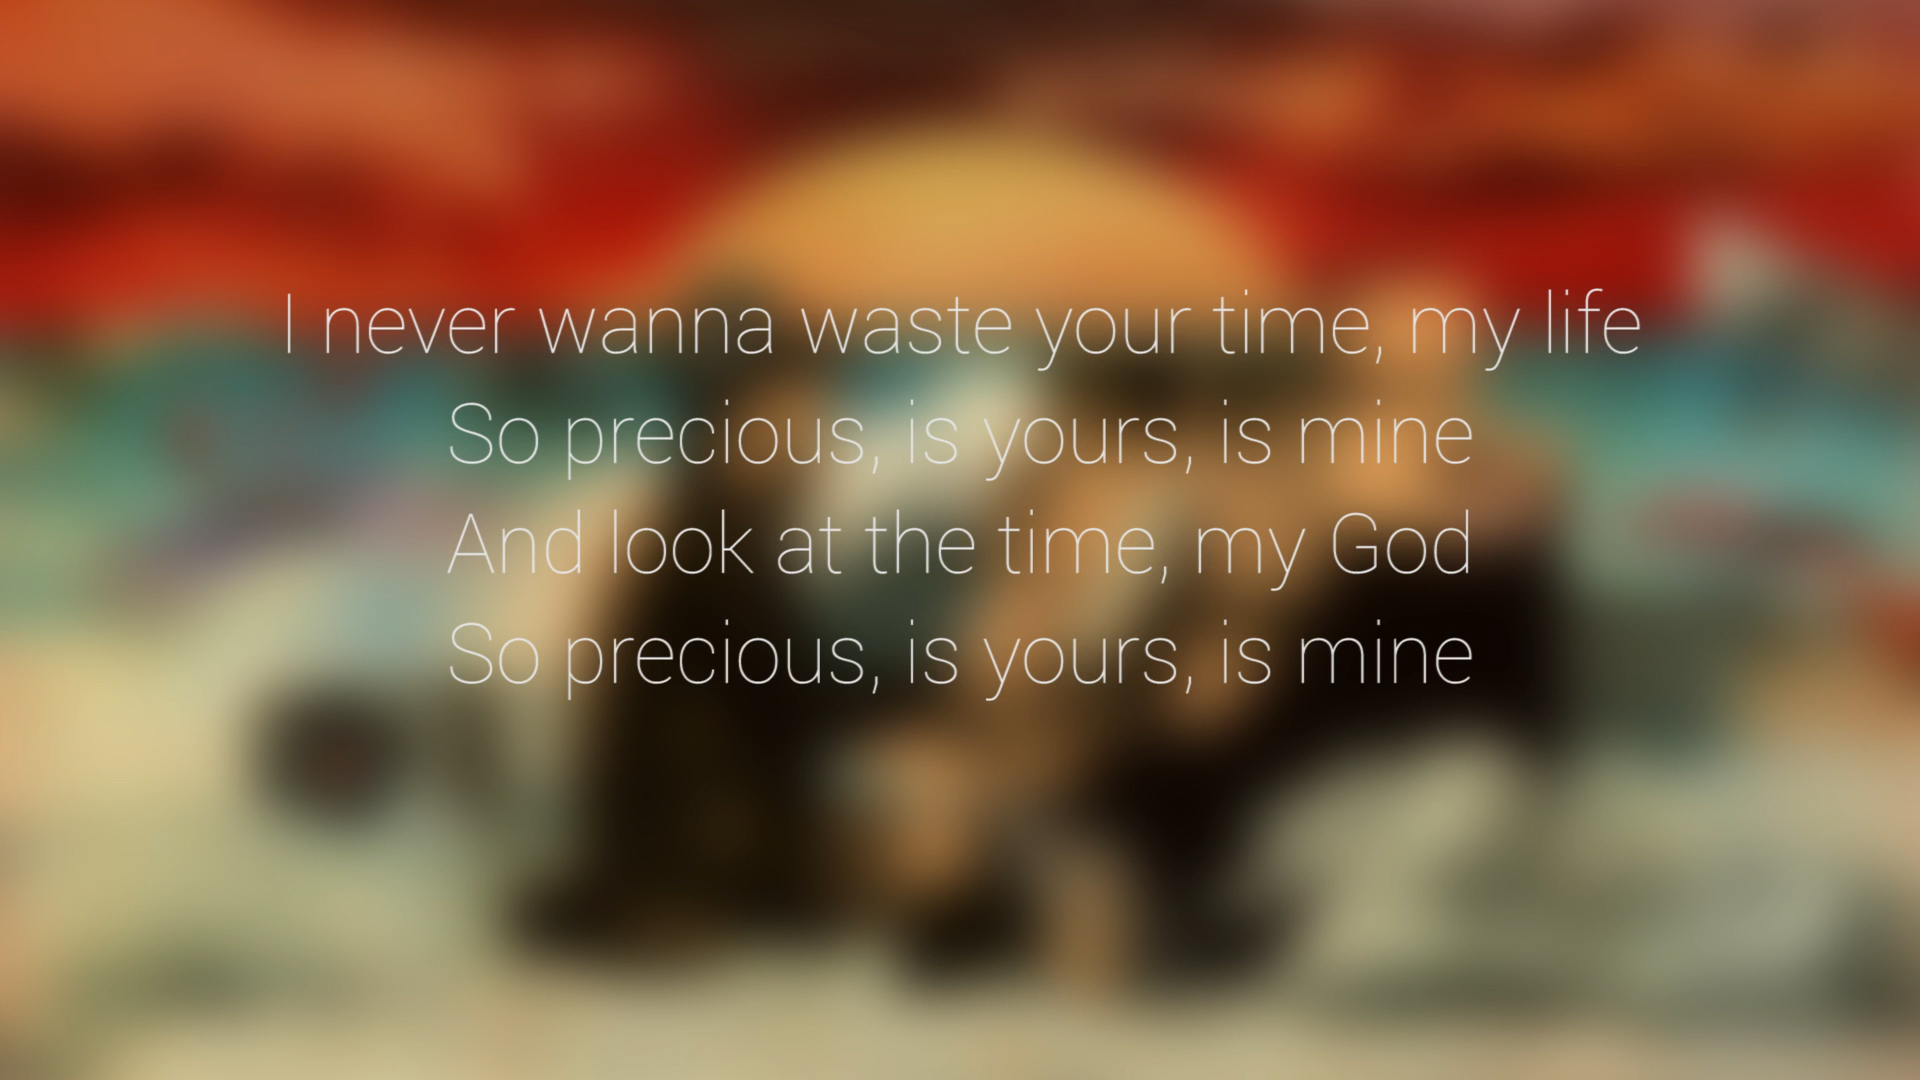 I never wanna waste your time, my life
So precious, is yours, is mine
And look at the time, my God
So precious, is yours, is mine